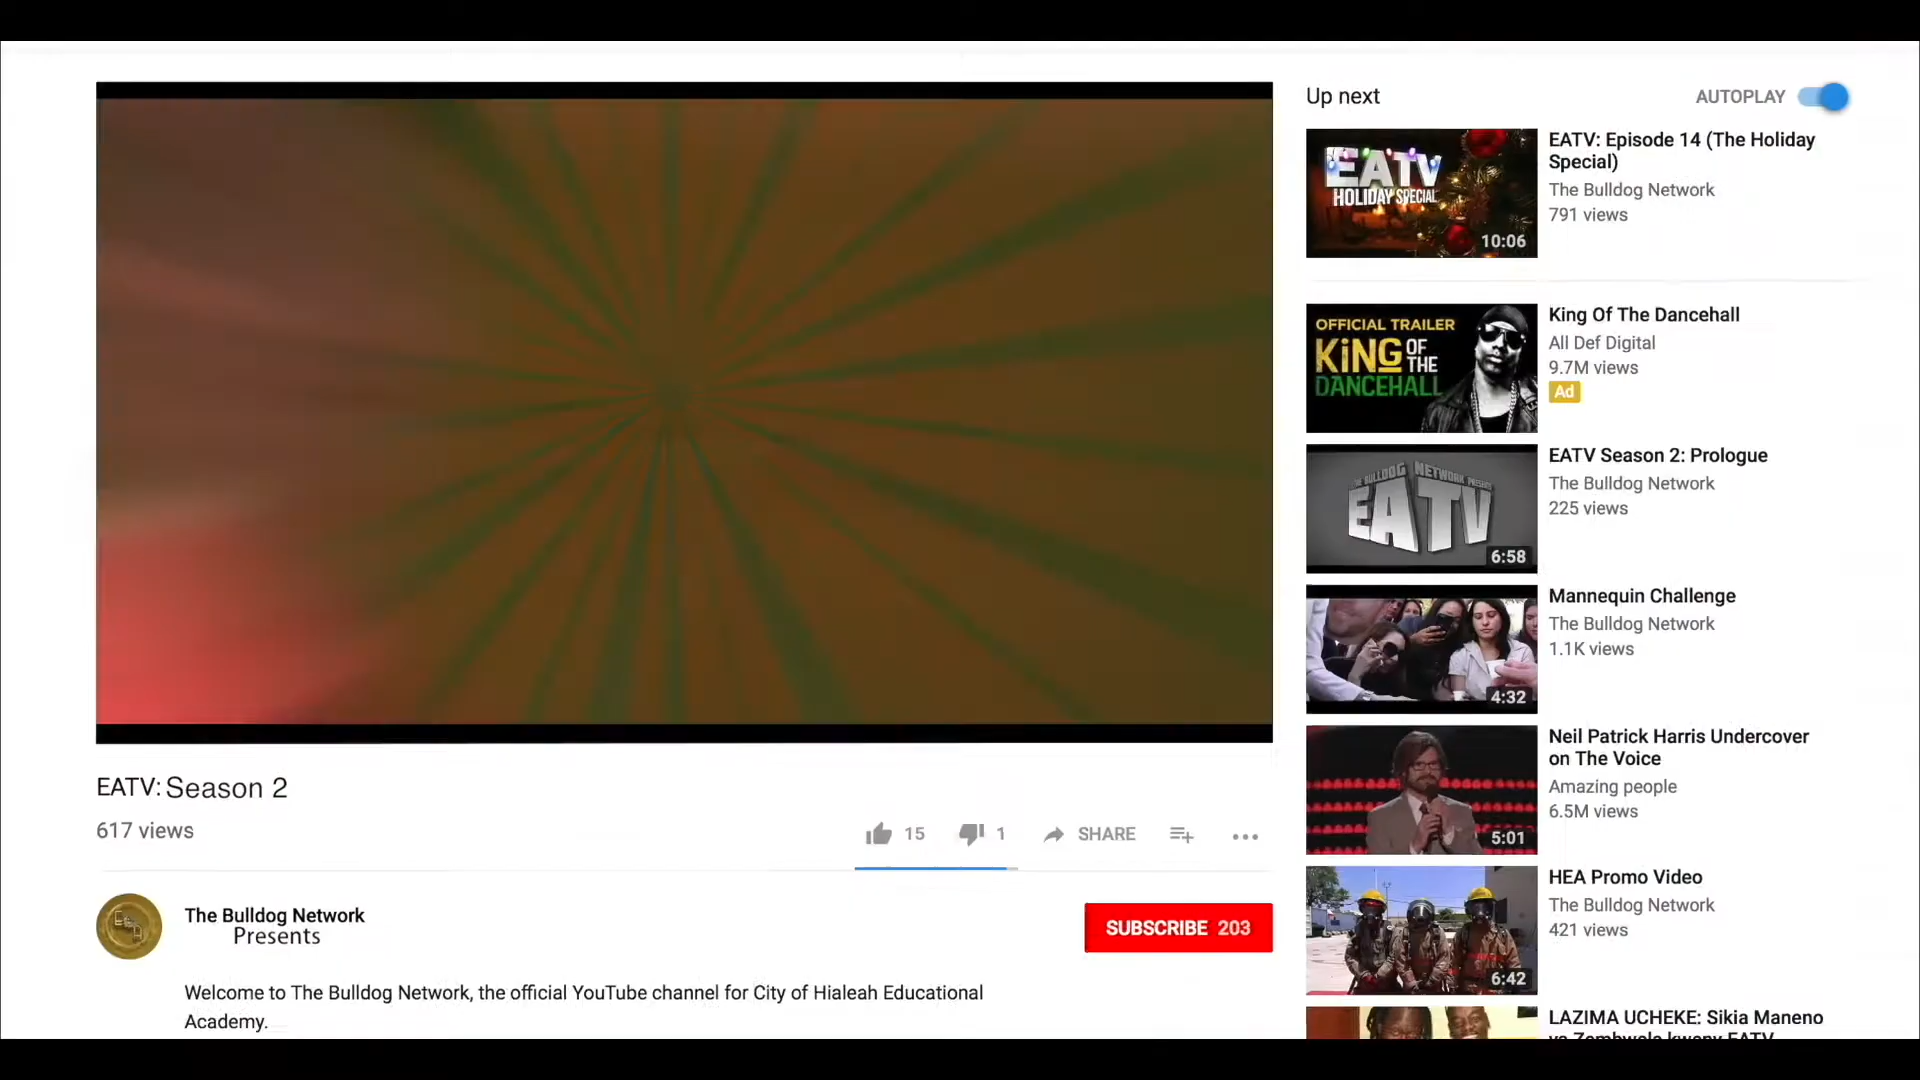 Up next
AUTOPLAY
EATV
HOLIDAY SPECIAL
10:06
EATV: Episode 14 (The Holiday
Special)
The Bulldog Network
791 views
OFFICIAL TRAILER
KiNG OF
THE
DANCEHALL
King Of The Dancehall
All Def Digital
9.7M views
Ad
THE BULLDOG NETWORK PRESENTS
EATV
6:58
EATV Season 2: Prologue
The Bulldog Network
225 views
4:32
Mannequin Challenge
The Bulldog Network
1.1K views
5:01
Neil Patrick Harris Undercover
on The Voice
Amazing people
6.5M views
6:42
HEA Promo Video
The Bulldog Network
421 views
LAZIMA UCHEKE: Sikia Maneno
EATV: Season 2
617 views
15
1
SHARE
The Bulldog Network
Presents
SUBSCRIBE 203
Welcome to The Bulldog Network, the official YouTube channel for City of Hialeah Educational
Academy.